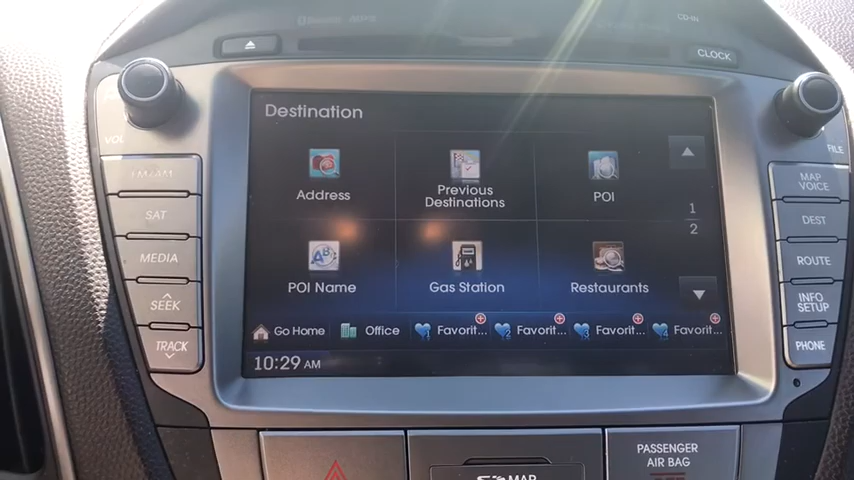 CD-IN
CLOCK
VOL
FILE
FM/AM
SAT
MEDIA
SEEK
TRACK
Destination
Address
Previous
Destinations
POI
1
2
POI Name
Gas Station
Restaurants
Go Home
Office
Favorit...
Favorit...
Favorit...
Favorit...
10:29 AM
MAP
VOICE
DEST
ROUTE
INFO
SETUP
PHONE
MAP
PASSENGER
AIR BAG